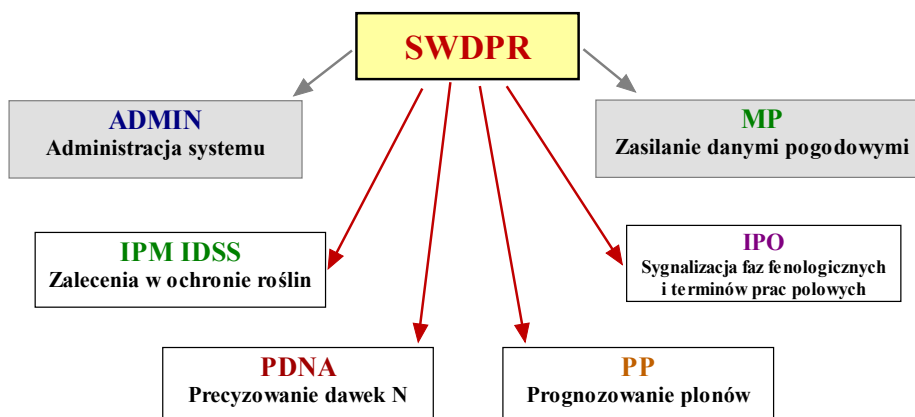 SWDPR
ADMIN
Administracja systemu
MP
Zasilanie danymi pogodowymi
IPM IDSS
Zalecenia w ochronie roślin
IPO
Sygnalizacja faz fenologicznych
i terminów prac polowych
PDNA
Precyzowanie dawek N
PP
Prognozowanie plonów